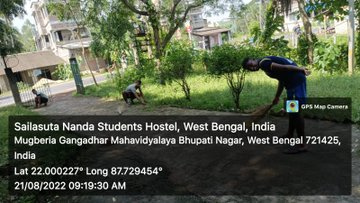 GPS Map Camera
Sailasuta Nanda Students Hostel, West Bengal, India
Mugberia Gangadhar Mahavidyalaya Bhupati Nagar, West Bengal 721425,
India
Lat 22.000227° Long 87.729454°
21/08/2022 09:19:30 AM